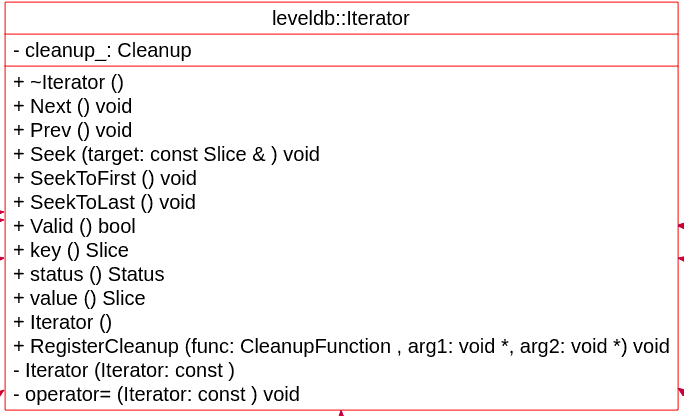 leveldb::Iterator
- cleanup_: Cleanup
+ ~Iterator ()
+ Next () void
+ Prev () void
+ Seek (target: const Slice & ) void
+ SeekToFirst () void
+ SeekToLast () void
+ Valid () bool
+ key () Slice
+ status () Status
+ value () Slice
+ Iterator ()
+ RegisterCleanup (func: CleanupFunction , arg1: void *, arg2: void *) void
- Iterator (Iterator: const )
- operator= (Iterator: const ) void